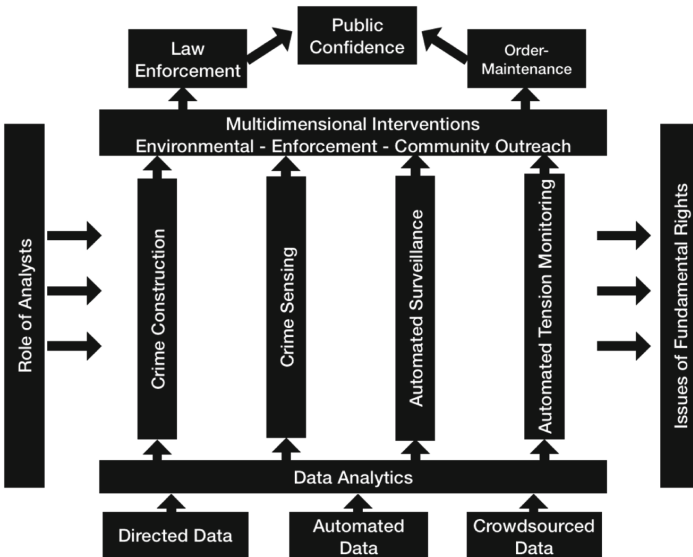 Public
Confidence
Law
Enforcement
Order-
Maintenance
Multidimensional Interventions
Environmental - Enforcement - Community Outreach
Role of Analysts
Crime Construction
Crime Sensing
Automated Surveillance
Automated Tension Monitoring
Issues of Fundamental Rights
Data Analytics
Directed Data
Automated
Data
Crowdsourced
Data